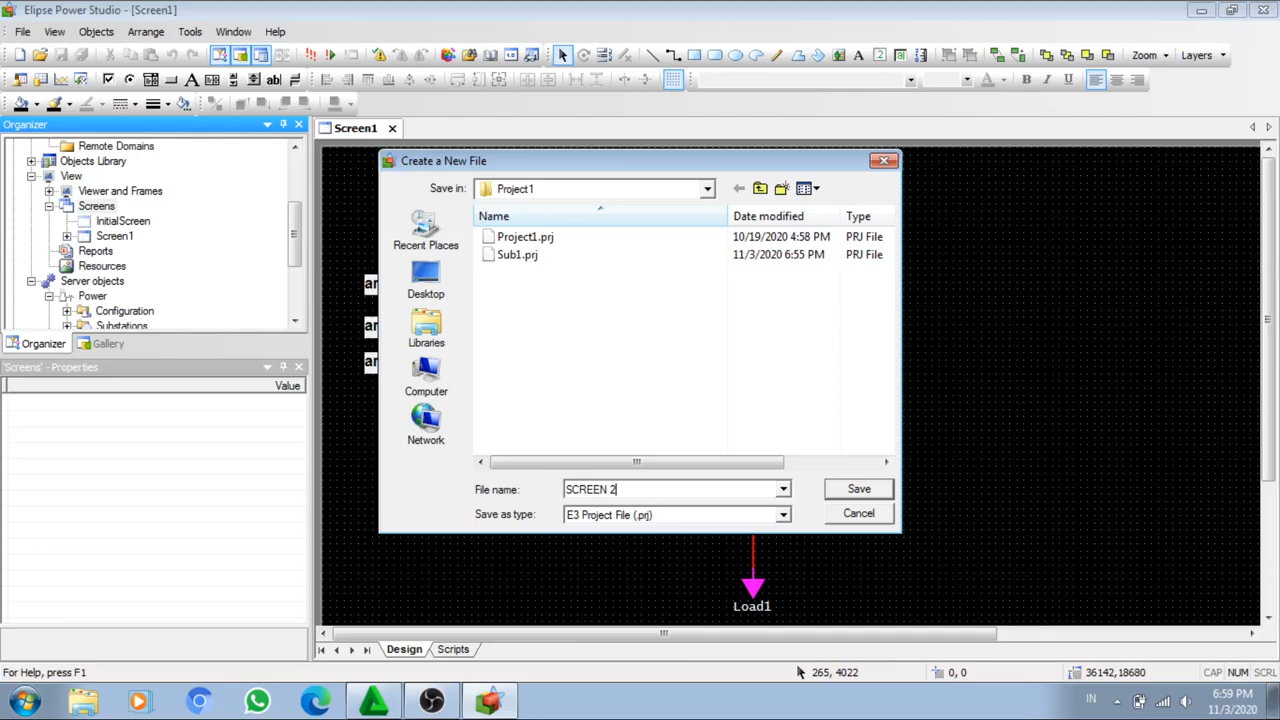 Elipse Power Studio - [Screen1]
File View Objects Arrange Tools Window Help
Zoom Layers
Organizer
Remote Domains
Objects Library
View
Viewer and Frames
Screens
InitialScreen
Screen1
Reports
Resources
Server objects
Power
Configuration
Substations
Organizer Gallery
'Screens' - Properties
Value
Screen1
Create a New File
Save in: Project1
Name Date modified Type
Project1.prj 10/19/2020 4:58 PM PRJ File
Sub1.prj 11/3/2020 6:55 PM PRJ File
Recent Places
Desktop
Libraries
Computer
Network
File name: SCREEN 2 Save
Save as type: E3 Project File (.prj) Cancel
Load1
Design Scripts
For Help, press F1 265, 4022 0, 0 36142,18680 CAP NUM SCRL
IN 6:59 PM
11/3/2020